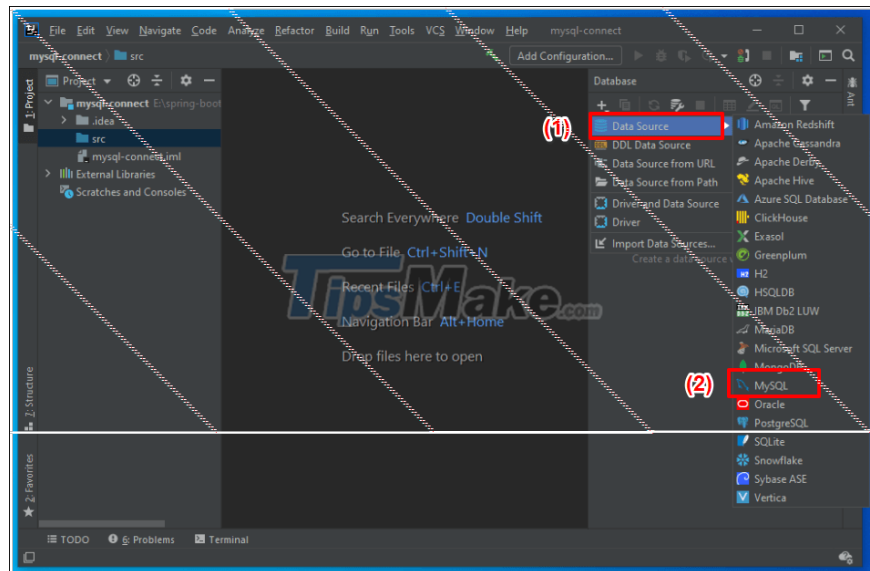 File Edit View Navigate Code Analyze Refactor Build Run Tools VCS Window Help mysql-connect
mysql-connect src Add Configuration...
1: Project
Project
mysql-connect E:\spring-boot
.idea
src
mysql-connect.iml
External Libraries
Scratches and Consoles
Search Everywhere Double Shift
Go to File Ctrl+Shift+N
Recent Files Ctrl+E
Navigation Bar Alt+Home
Drop files here to open
TipsMake.com
Database
Ant
(1)
Data Source
DDL Data Source
Data Source from URL
Data Source from Path
Driver and Data Source
Driver
Import Data Sources...
Create a data source
Amazon Redshift
Apache Cassandra
Apache Derby
Apache Hive
Azure SQL Database
ClickHouse
Exasol
Greenplum
H2
HSQLDB
IBM Db2 LUW
MariaDB
Microsoft SQL Server
MongoDB
(2)
MySQL
Oracle
PostgreSQL
SQLite
Snowflake
Sybase ASE
Vertica
7: Structure
2: Favorites
TODO 6: Problems Terminal